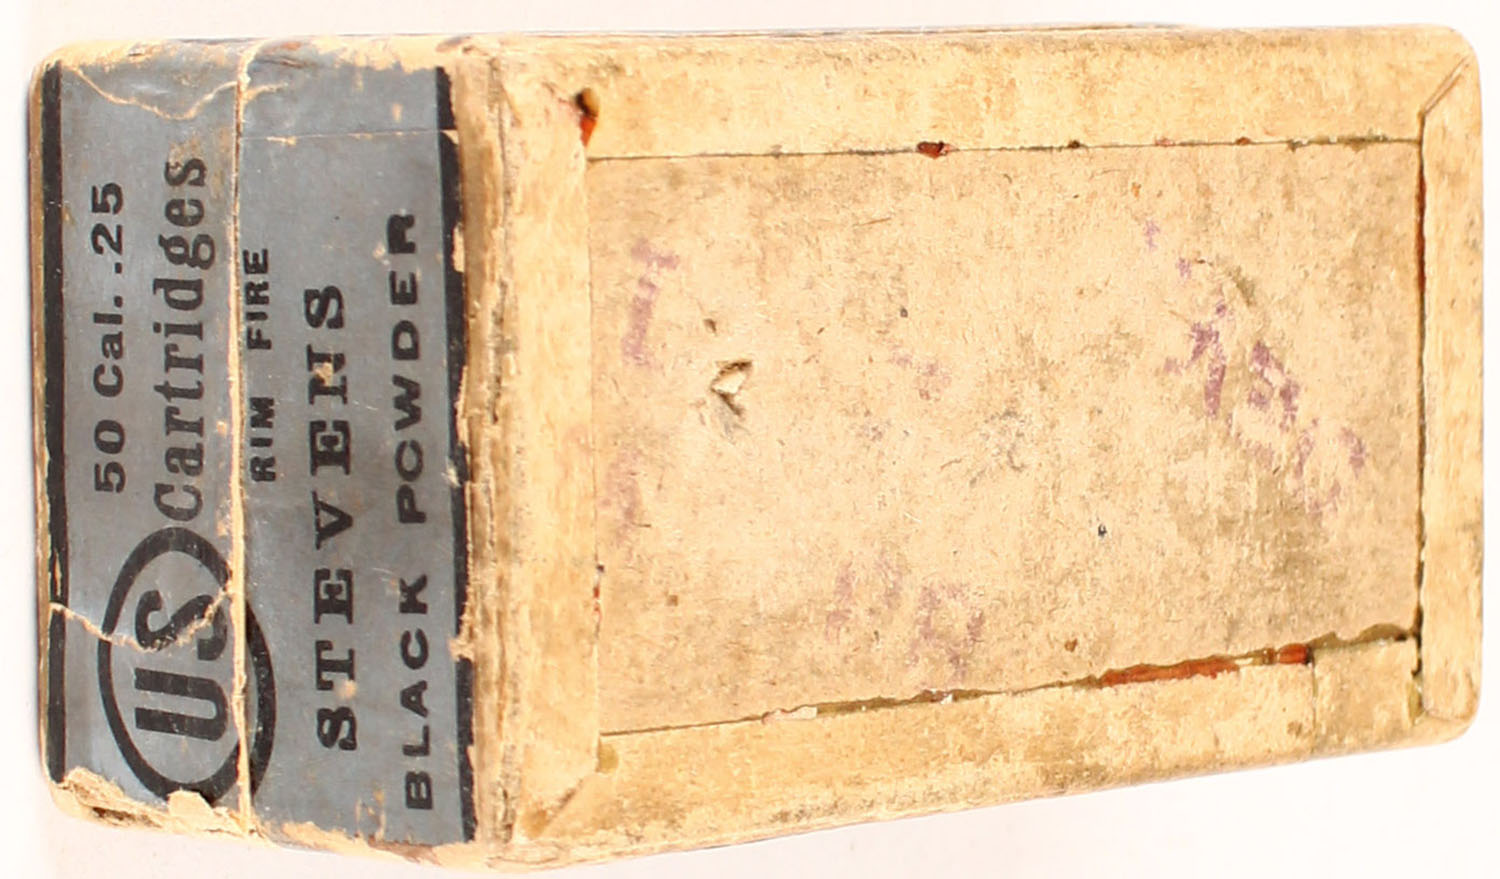 50 Cal. .25
US Cartridges
RIM FIRE
STEVENS
BLACK POWDER